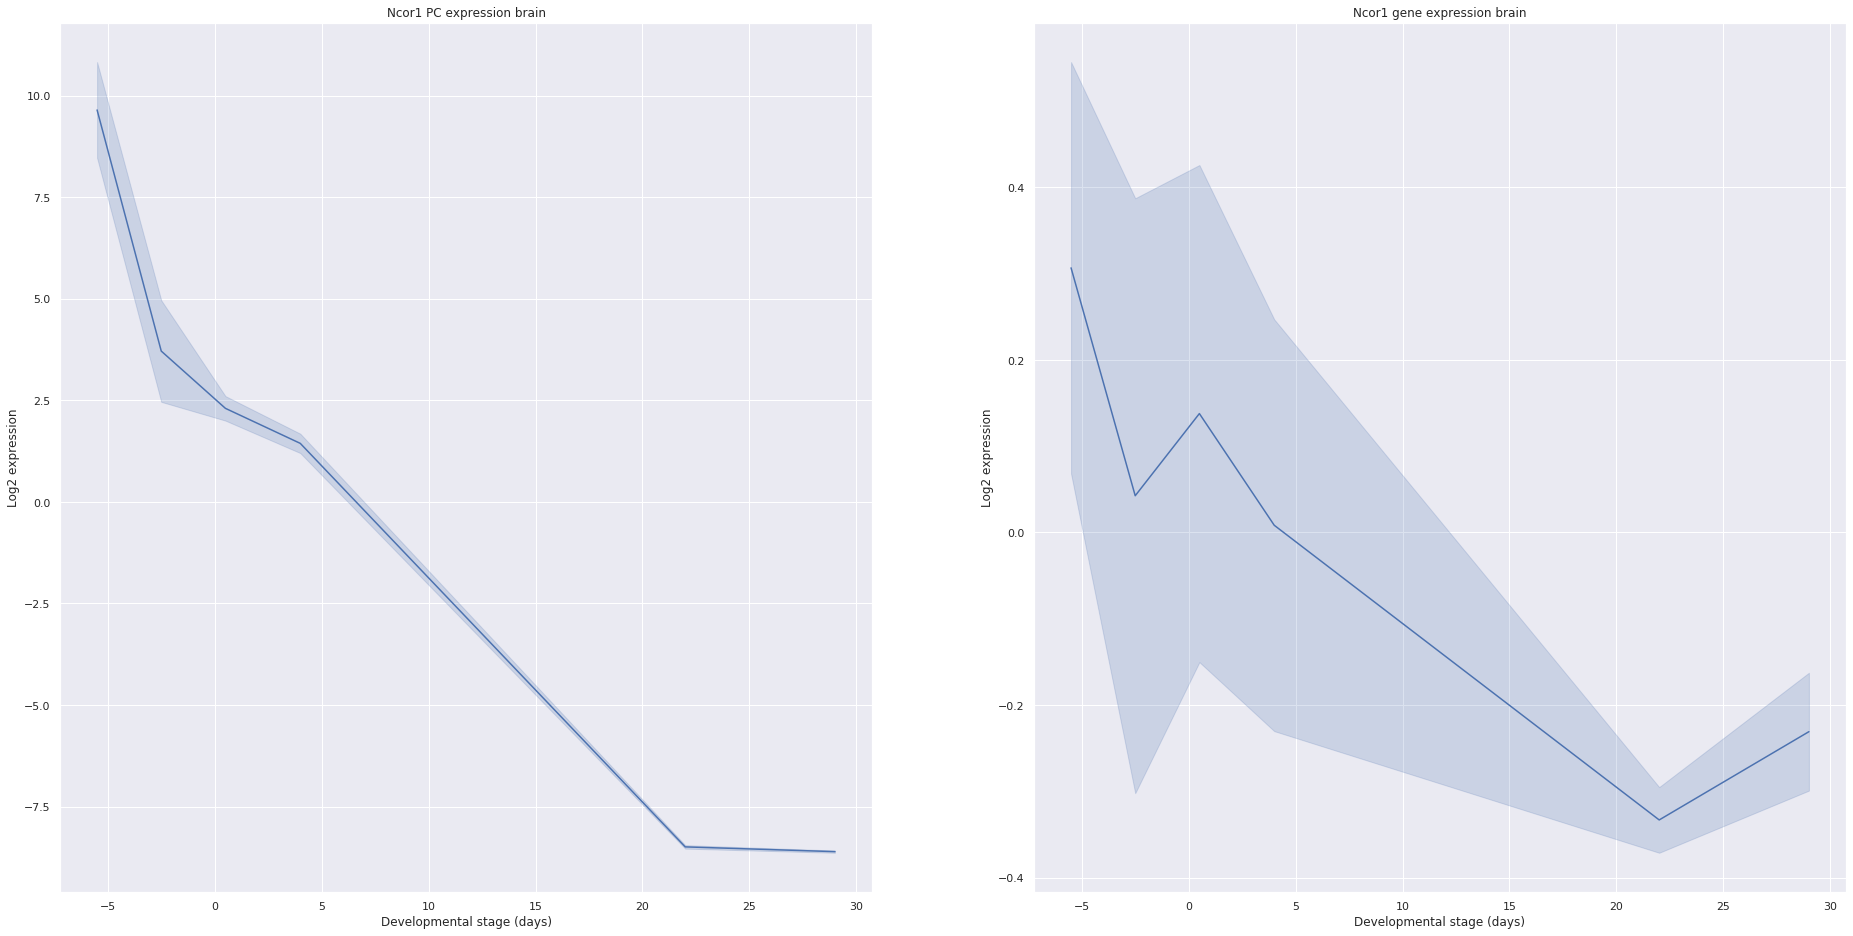 Ncor1 PC expression brain
Log2 expression
10.0
7.5
5.0
2.5
0.0
−2.5
−5.0
−7.5
−5 0 5 10 15 20 25 30
Developmental stage (days)
Ncor1 gene expression brain
Log2 expression
0.4
0.2
0.0
−0.2
−0.4
−5 0 5 10 15 20 25 30
Developmental stage (days)